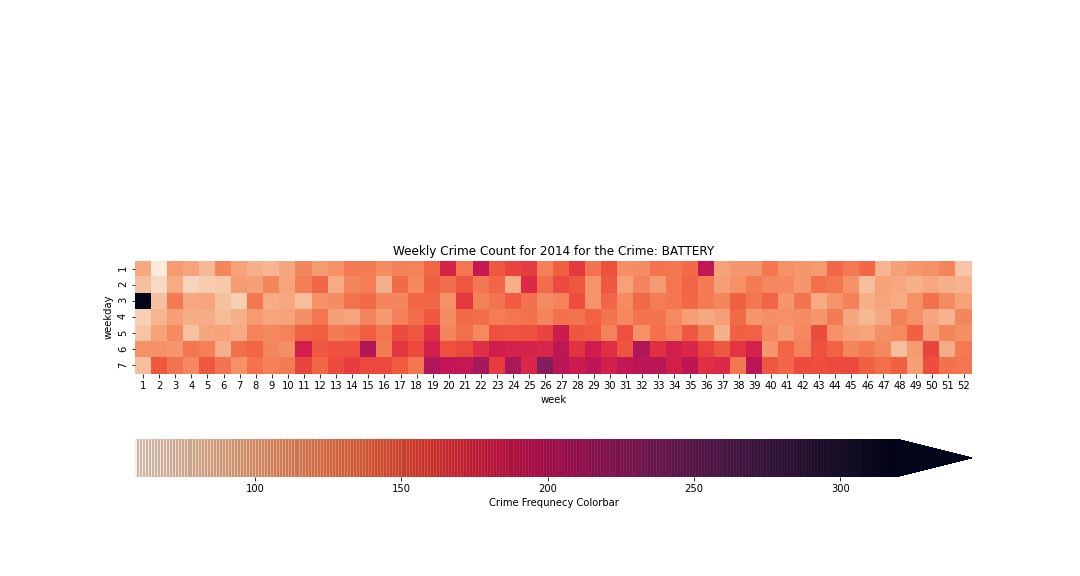 Weekly Crime Count for 2014 for the Crime: BATTERY
weekday
1
2
3
4
5
6
7
1 2 3 4 5 6 7 8 9 10 11 12 13 14 15 16 17 18 19 20 21 22 23 24 25 26 27 28 29 30 31 32 33 34 35 36 37 38 39 40 41 42 43 44 45 46 47 48 49 50 51 52
week
100 150 200 250 300
Crime Frequnecy Colorbar